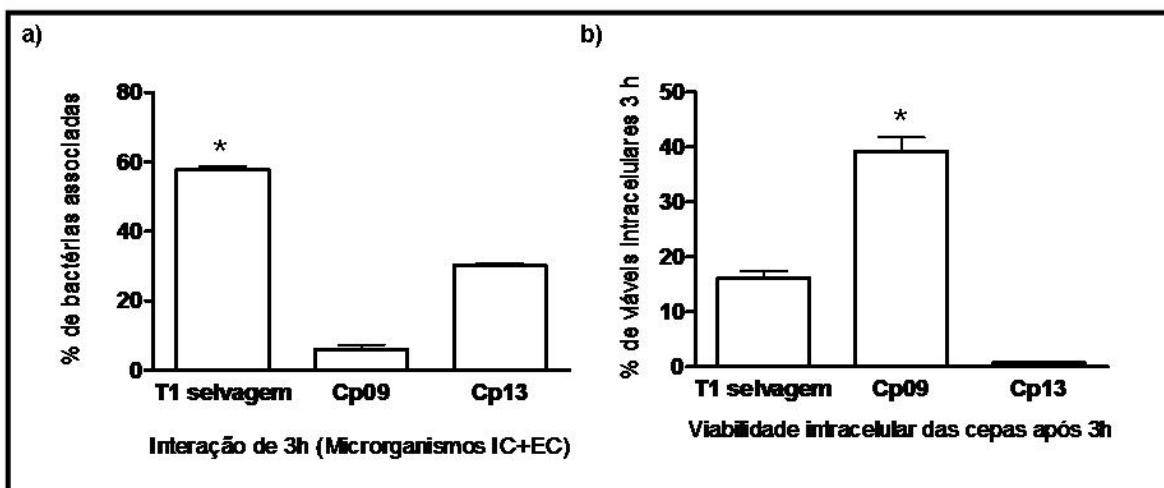 a)
% de bactérias associadas
80
60
40
20
0
*
T1 selvagem Cp09 Cp13
Interação de 3h (Microrganismos IC+EC)
b)
% de viáveis Intracelulares 3 h
50
40
30
20
10
0
*
T1 selvagem Cp09 Cp13
Viabilidade intracelular das cepas após 3h